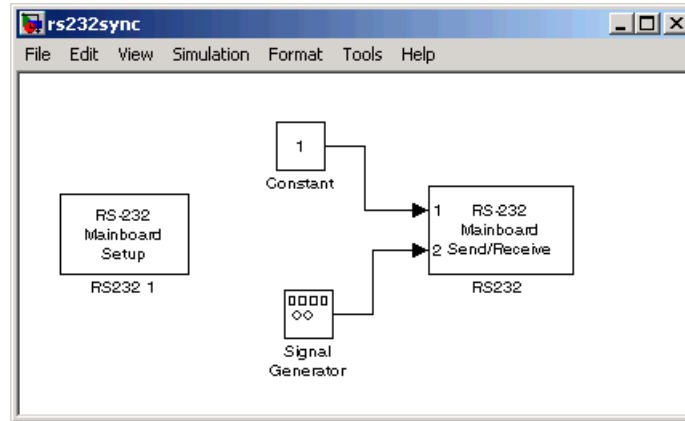 rs232sync
File Edit View Simulation Format Tools Help
1
Constant
RS-232
Mainboard
Setup
RS232 1
1 RS-232
Mainboard
2 Send/Receive
RS232
Signal
Generator